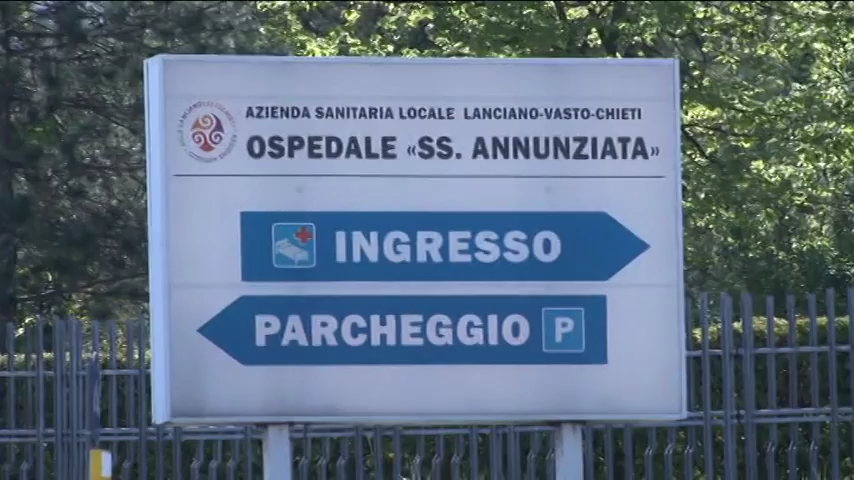 AZIENDA SANITARIA LOCALE LANCIANO-VASTO-CHIETI
OSPEDALE «SS. ANNUNZIATA»
INGRESSO
PARCHEGGIO P